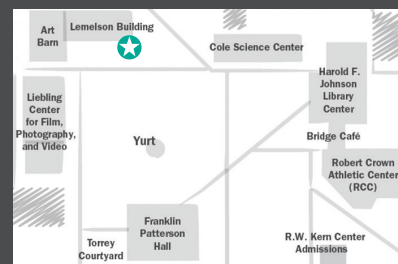 Art
Barn
Lemelson Building
Cole Science Center
Harold F.
Johnson
Library
Center
Liebling
Center
for Film,
Photography,
and Video
Yurt
Bridge Café
Robert Crown
Athletic Center
(RCC)
Franklin
Patterson
Hall
Torrey
Courtyard
R.W. Kern Center
Admissions